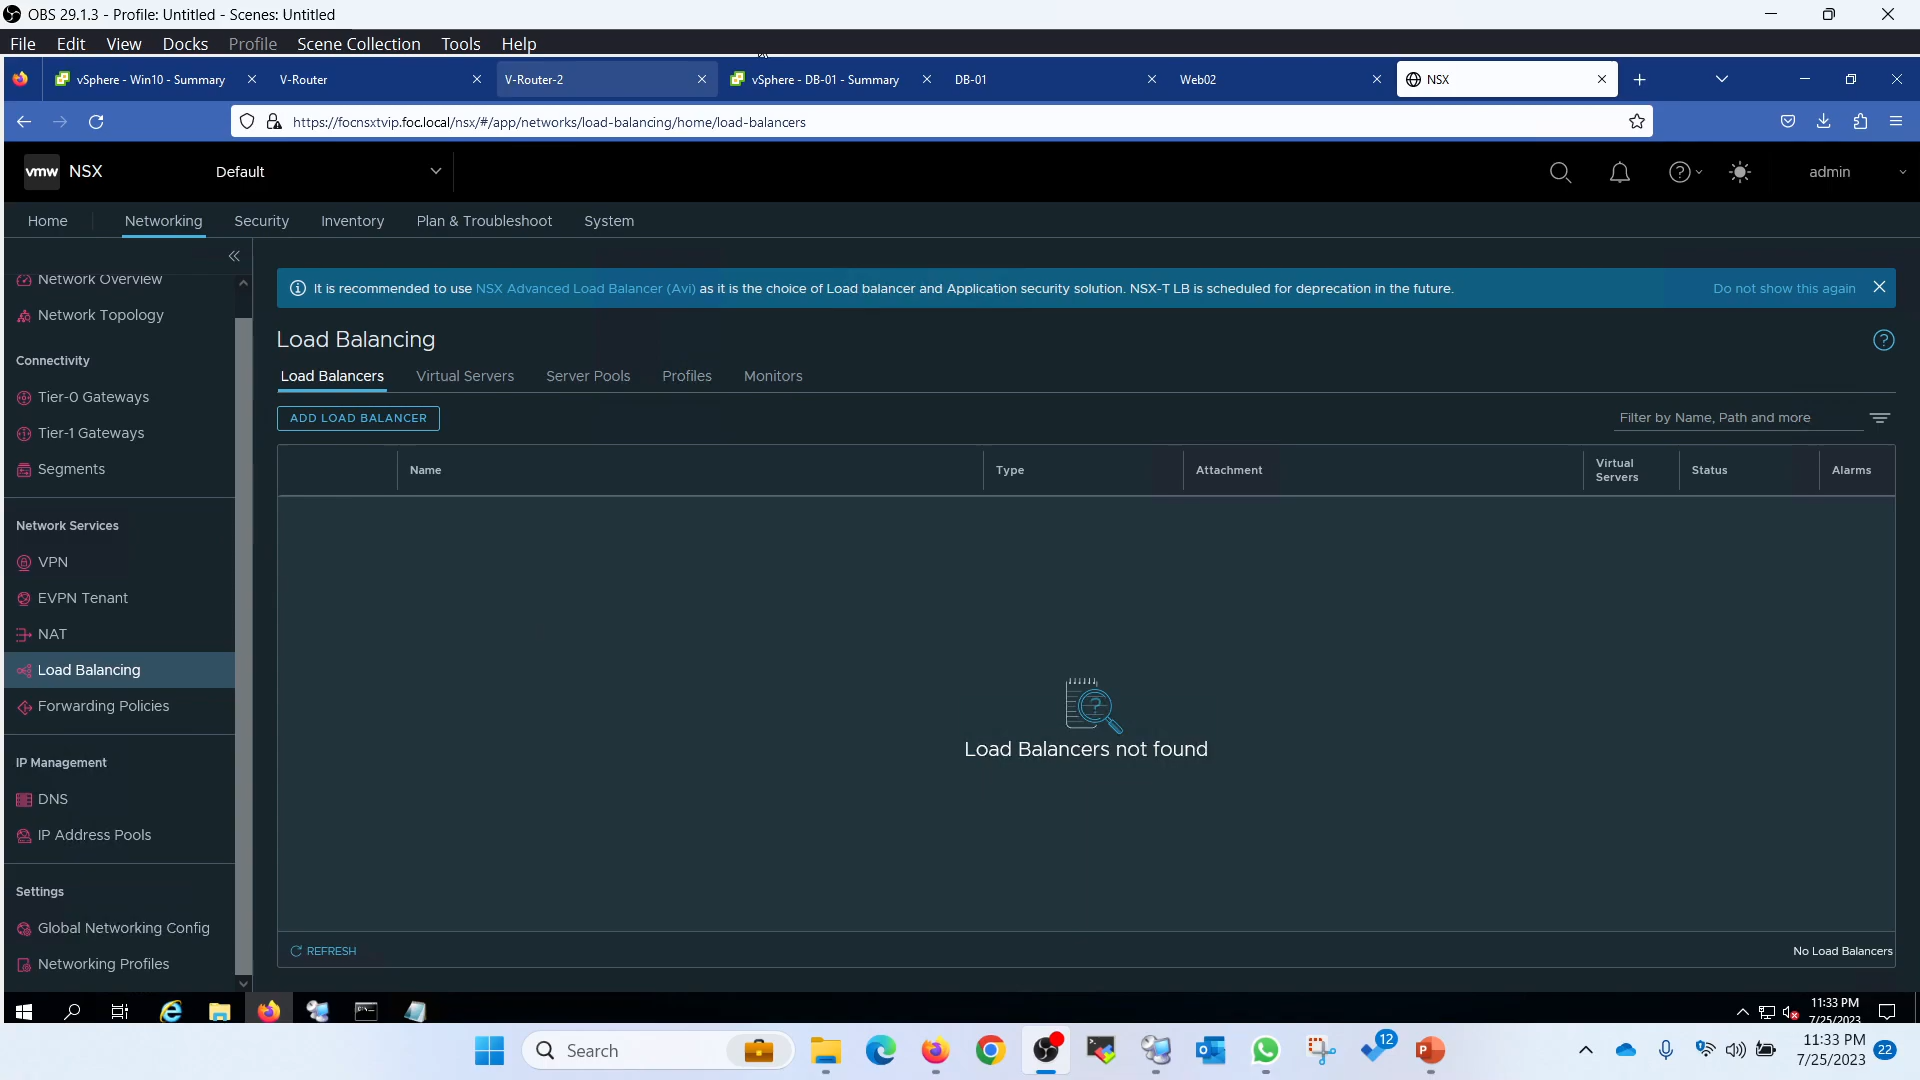 OBS 29.1.3 - Profile: Untitled - Scenes: Untitled
File Edit View Docks Profile Scene Collection Tools Help
vSphere - Win10 - Summary V-Router V-Router-2 vSphere - DB-01 - Summary DB-01 Web02 NSX
https://focnsxtvip.foc.local/nsx/#/app/networks/load-balancing/home/load-balancers
vmw NSX Default admin
Home Networking Security Inventory Plan & Troubleshoot System
Network Overview
Network Topology
Connectivity
Tier-0 Gateways
Tier-1 Gateways
Segments
Network Services
VPN
EVPN Tenant
NAT
Load Balancing
Forwarding Policies
IP Management
DNS
IP Address Pools
Settings
Global Networking Config
Networking Profiles
It is recommended to use NSX Advanced Load Balancer (Avi) as it is the choice of Load balancer and Application security solution. NSX-T LB is scheduled for deprecation in the future. Do not show this again
Load Balancing
Load Balancers Virtual Servers Server Pools Profiles Monitors
ADD LOAD BALANCER Filter by Name, Path and more
Name Type Attachment Virtual Servers Status Alarms
Load Balancers not found
REFRESH No Load Balancers
11:33 PM
7/25/2023
Search 12 11:33 PM
7/25/2023 22